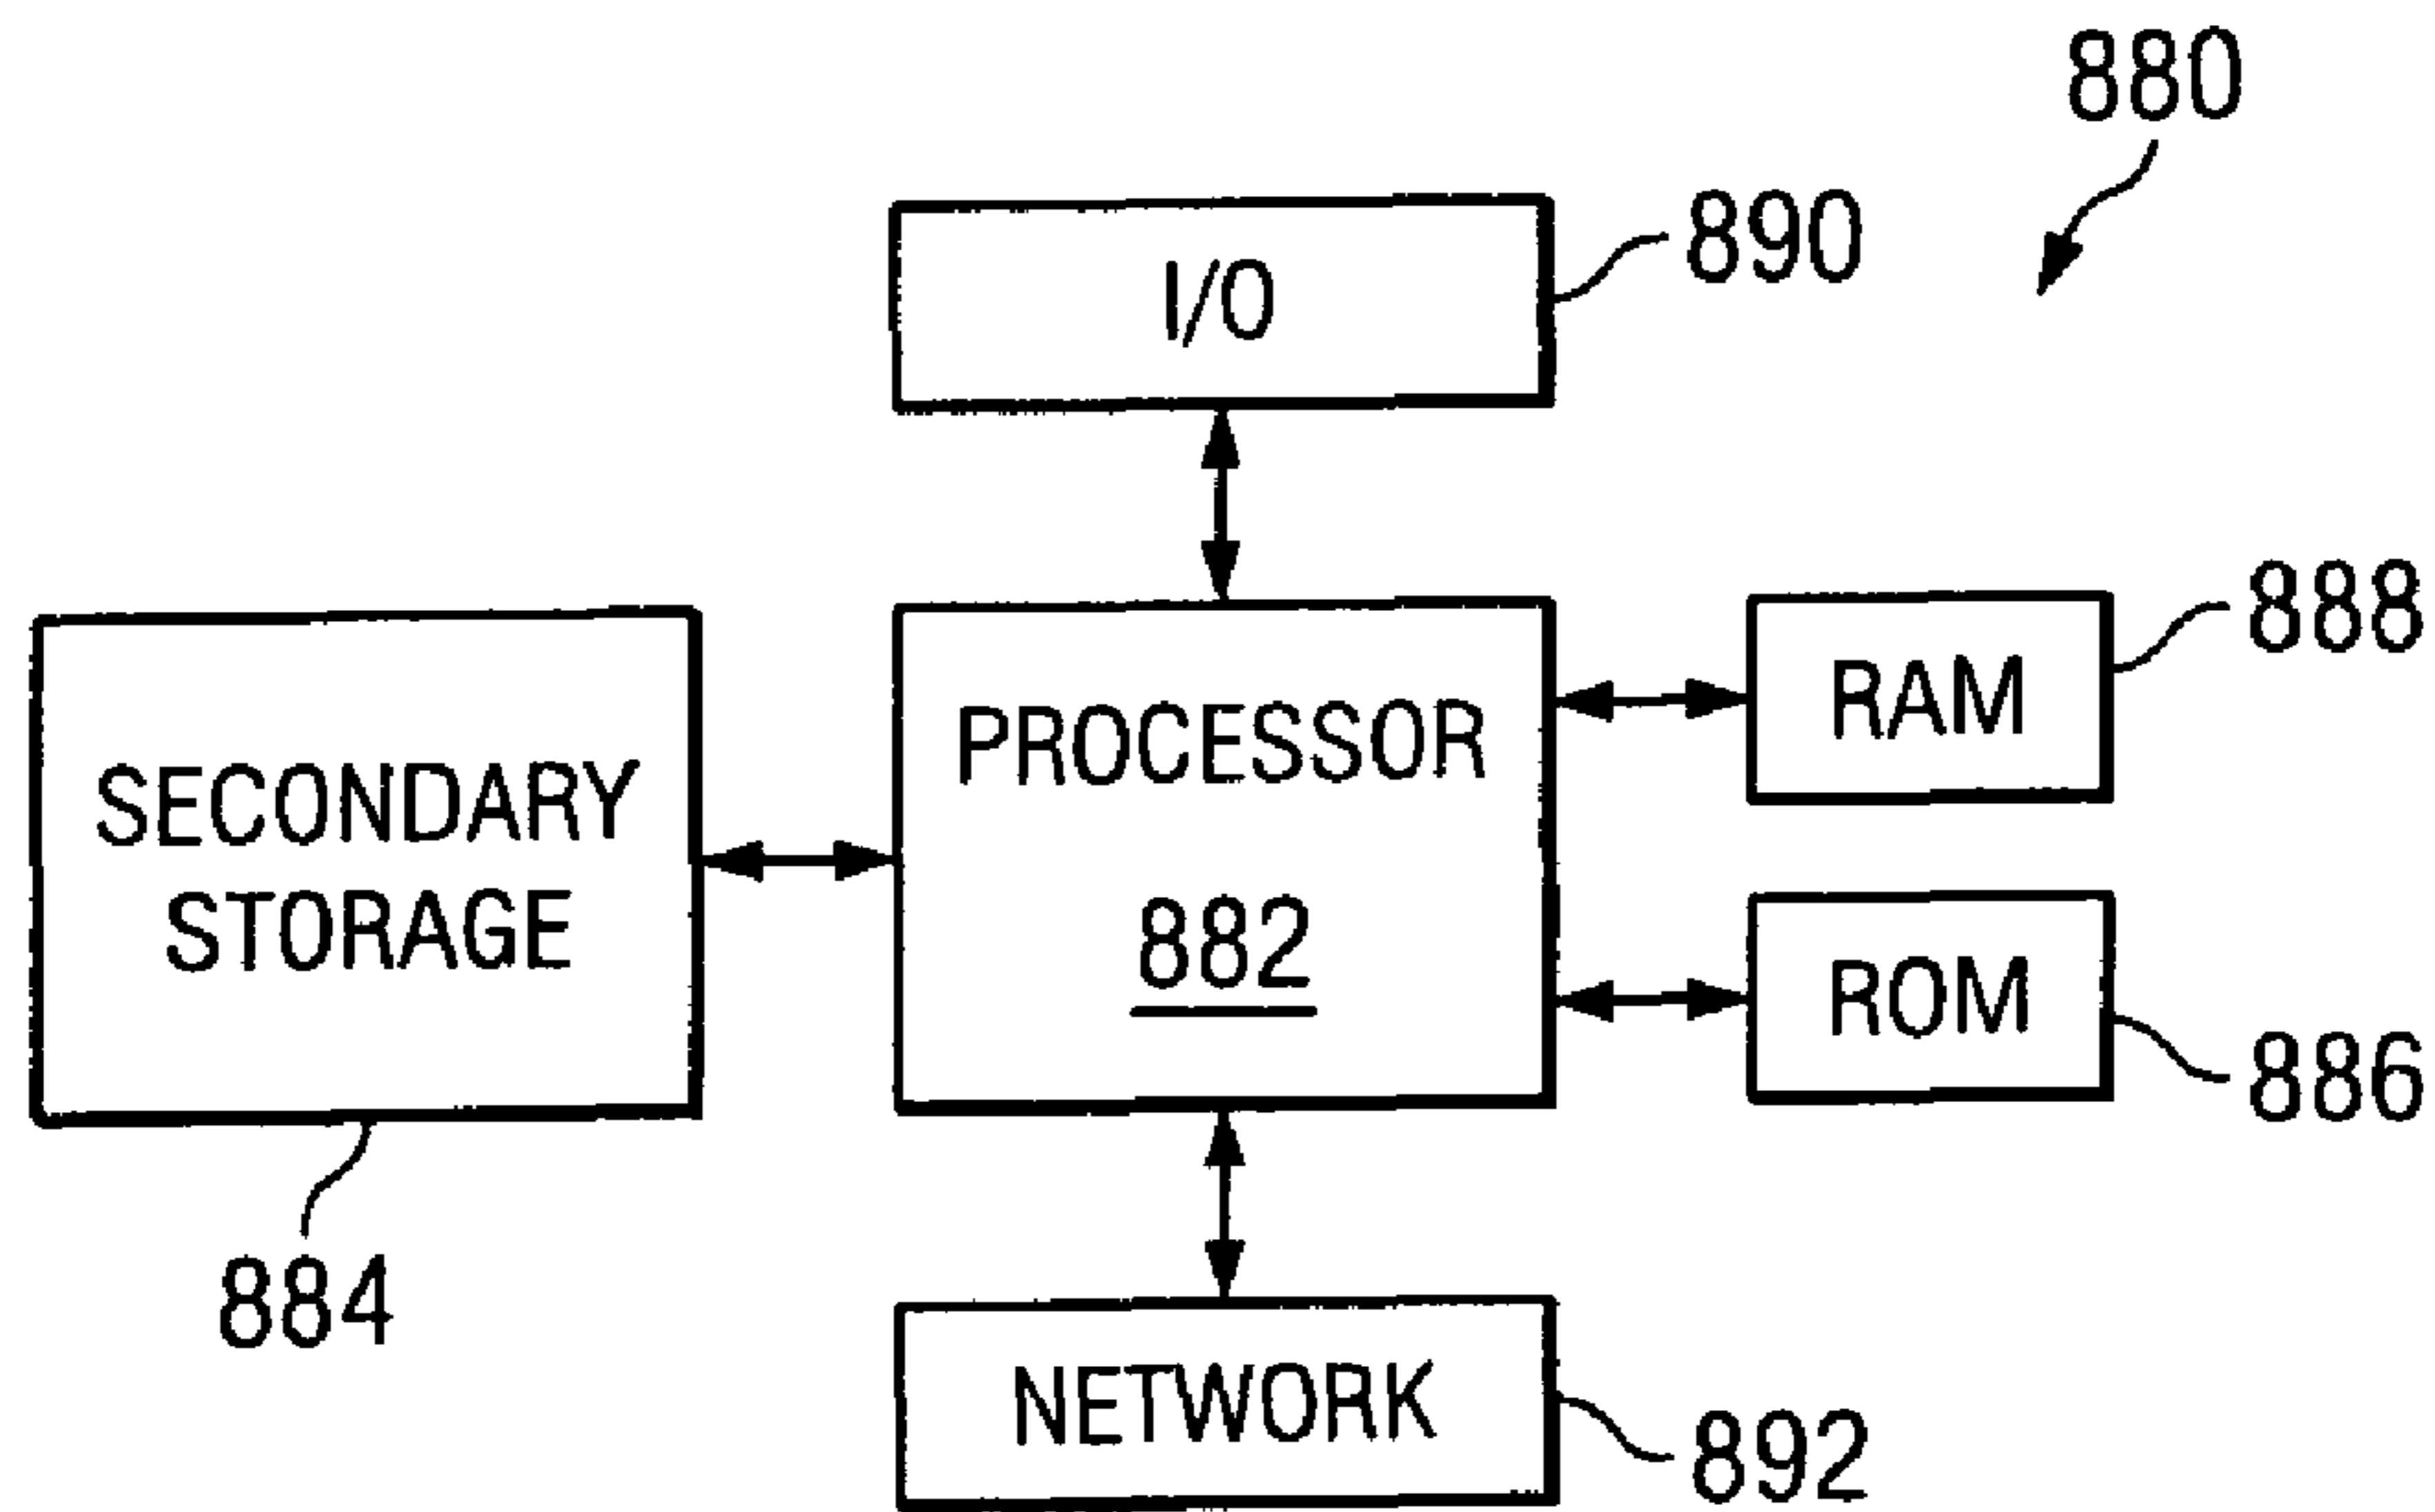 880
I/O
890
SECONDARY
STORAGE
884
PROCESSOR
882
RAM
888
ROM
886
NETWORK
892